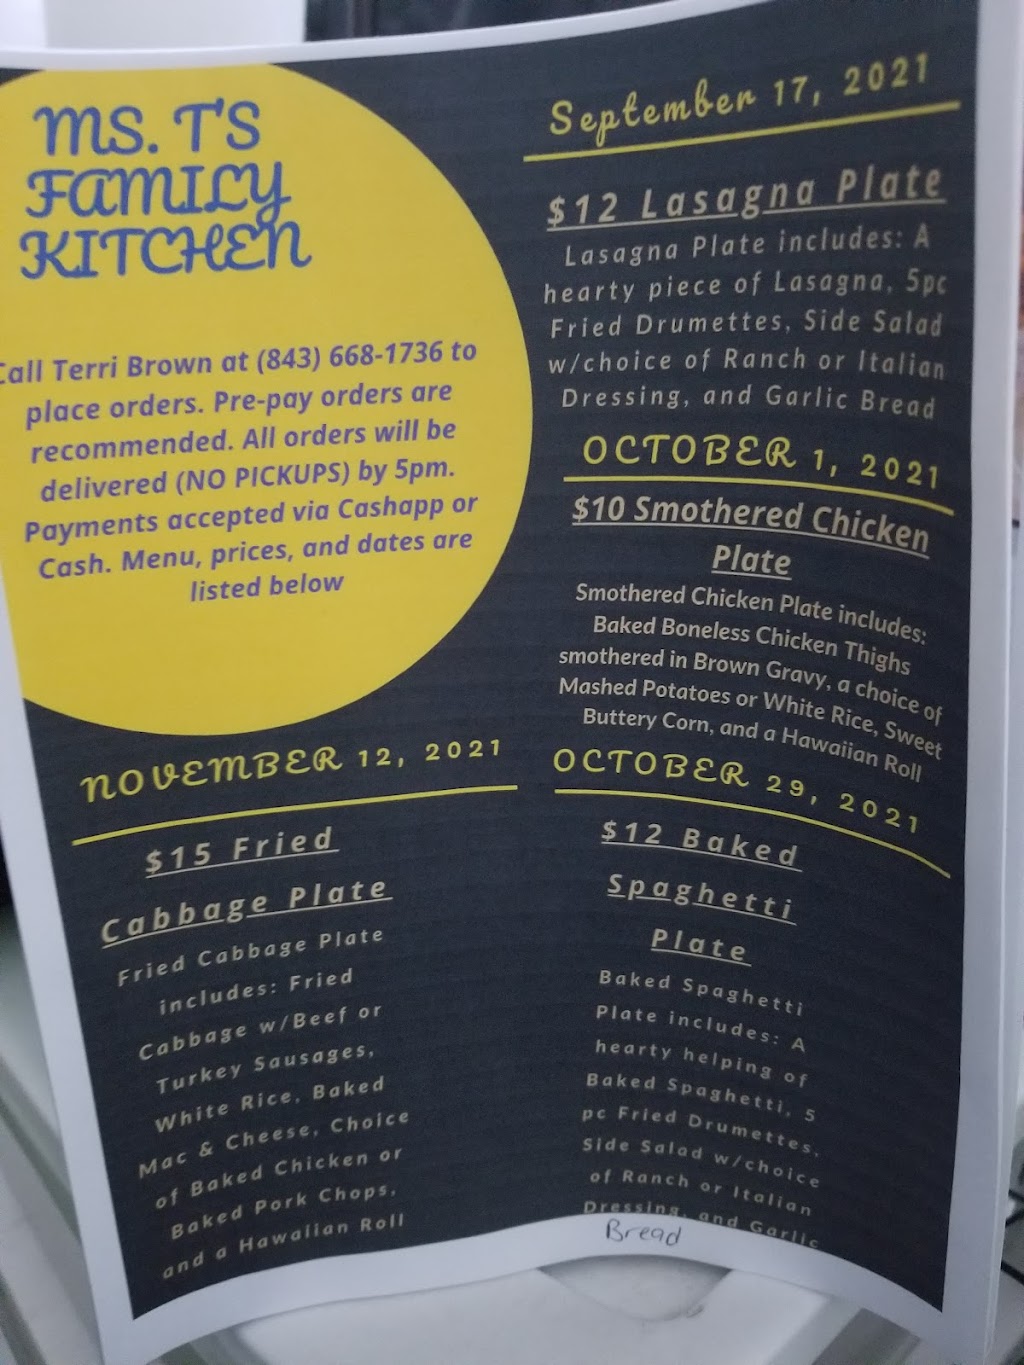 MS. T'S
FAMILY
KITCHEN
Call Terri Brown at (843) 668-1736 to
place orders. Pre-pay orders are
recommended. All orders will be
delivered (NO PICKUPS) by 5pm.
Payments accepted via Cashapp or
Cash. Menu, prices, and dates are
listed below
September 17, 2021
$12 Lasagna Plate
Lasagna Plate includes: A
hearty piece of Lasagna, 5pc
Fried Drumettes, Side Salad
w/choice of Ranch or Italian
Dressing, and Garlic Bread
OCTOBER 1, 2021
$10 Smothered Chicken
Plate
Smothered Chicken Plate includes:
Baked Boneless Chicken Thighs
smothered in Brown Gravy, a choice of
Mashed Potatoes or White Rice, Sweet
Buttery Corn, and a Hawaiian Roll
OCTOBER 29, 2021
$12 Baked
Spaghetti
Plate
Baked Spaghetti
Plate includes: A
hearty helping of
Baked Spaghetti, 5
pc Fried Drumettes,
Side Salad w/choice
of Ranch or Italian
Dressing, and Garlic
Bread
NOVEMBER 12, 2021
$15 Fried
Cabbage Plate
Fried Cabbage Plate
includes: Fried
Cabbage w/Beef or
Turkey Sausages,
White Rice, Baked
Mac & Cheese, Choice
of Baked Chicken or
Baked Pork Chops,
and a Hawaiian Roll